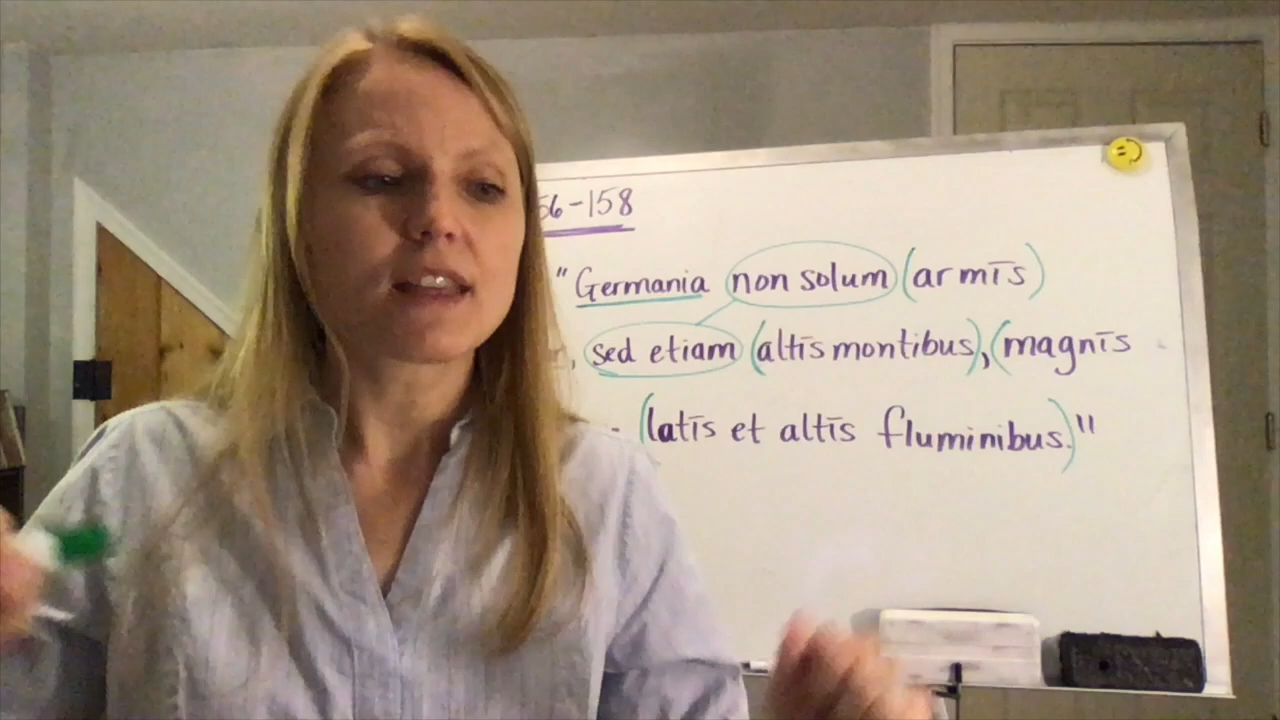 56-158
"Germania non solum (armīs)
, sed etiam (altīs montibus), (magnīs
(latīs et altīs fluminibus.)"